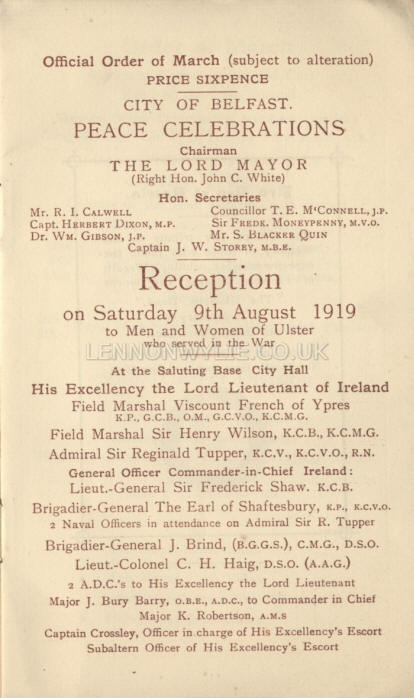 Official Order of March (subject to alteration)
PRICE SIXPENCE
CITY OF BELFAST.
PEACE CELEBRATIONS
Chairman
THE LORD MAYOR
(Right Hon. John C. White)
Hon. Secretaries
Mr. R. I. CALWELL Councillor T. E. M'CONNELL, J.P.
Capt. HERBERT DIXON, M.P. Sir FREDK. MONEYPENNY, M.V.O.
Dr. WM. GIBSON, J.P. Mr. S. BLACKER QUIN
Captain J. W. STOREY, M.B.E.
Reception
on Saturday 9th August 1919
to Men and Women of Ulster
who served in the War
LENNONWYLIE.CO.UK
At the Saluting Base City Hall
His Excellency the Lord Lieutenant of Ireland
Field Marshal Viscount French of Ypres
K.P., G.C.B., O.M., G.C.V.O., K.C.M.G.
Field Marshal Sir Henry Wilson, K.C.B., K.C.M.G.
Admiral Sir Reginald Tupper, K.C.V., K.C.V.O., R.N.
General Officer Commander-in-Chief Ireland:
Lieut.-General Sir Frederick Shaw. K.C.B.
Brigadier-General The Earl of Shaftesbury, K.P., K.C.V.O.
2 Naval Officers in attendance on Admiral Sir R. Tupper
Brigadier-General J. Brind, (B.G.G.S.), C.M.G., D.S.O.
Lieut.-Colonel C. H. Haig, D.S.O. (A.A.G.)
2 A.D.C.'s to His Excellency the Lord Lieutenant
Major J. Bury Barry, O.B.E., A.D.C., to Commander in Chief
Major K. Robertson, A.M.S
Captain Crossley, Officer in charge of His Excellency's Escort
Subaltern Officer of His Excellency's Escort